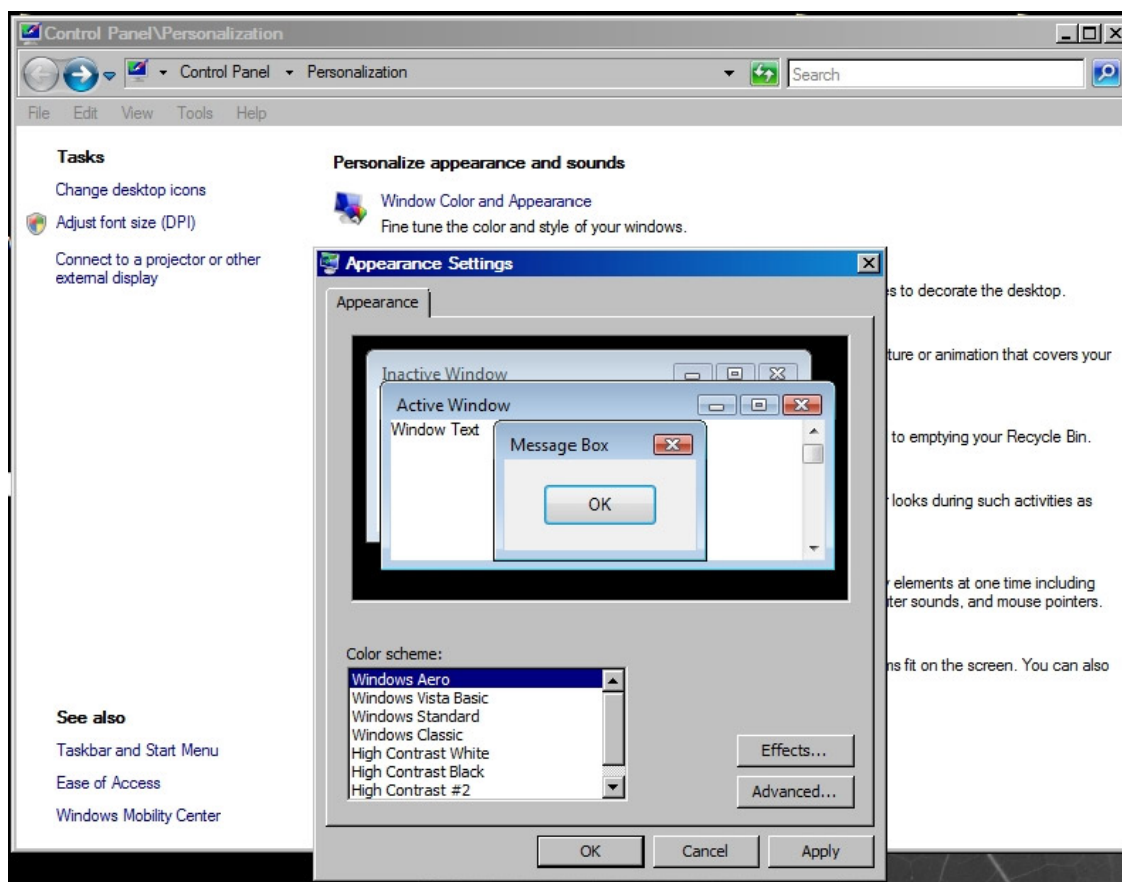 Control Panel\Personalization
Control Panel Personalization Search
File Edit View Tools Help
Tasks
Change desktop icons
Adjust font size (DPI)
Connect to a projector or other
external display
See also
Taskbar and Start Menu
Ease of Access
Windows Mobility Center
Personalize appearance and sounds
Window Color and Appearance
Fine tune the color and style of your windows.
s to decorate the desktop.
ture or animation that covers your
to emptying your Recycle Bin.
looks during such activities as
elements at one time including
ter sounds, and mouse pointers.
ms fit on the screen. You can also
Appearance Settings
Appearance
Inactive Window
Active Window
Window Text
Message Box
OK
Color scheme:
Windows Aero
Windows Vista Basic
Windows Standard
Windows Classic
High Contrast White
High Contrast Black
High Contrast #2
Effects...
Advanced...
OK Cancel Apply